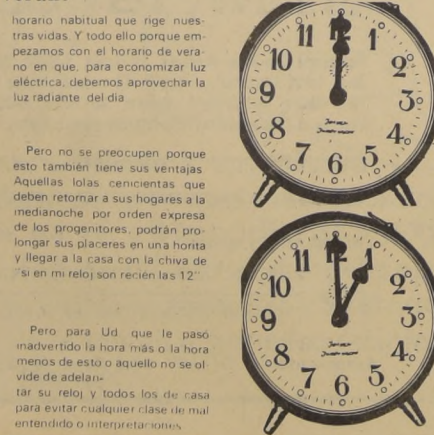 horario habitual que rige nues-
tras vidas. Y todo ello porque em-
pezamos con el horario de vera-
no en que, para economizar luz
eléctrica, debemos aprovechar la
luz radiante del día
Pero no se preocupen porque
esto también tiene sus ventajas
Aquellas lolas cenicientas que
deben retornar a sus hogares a la
medianoche por orden expresa
de los progenitores, podrán pro-
longar sus placeres en una horita
y llegar a la casa con la chiva de
"si en mi reloj son recién las 12"
Pero para Ud. que le pasó
inadvertido la hora más o la hora
menos de esto o aquello no se ol-
vide de adelan-
tar su reloj y todos los de casa
para evitar cualquier clase de mal
entendido o interpretaciones
11 12 1
10 2
9 3
8 4
7 6 5
11 12 1
10 2
9 3
8 4
7 6 5